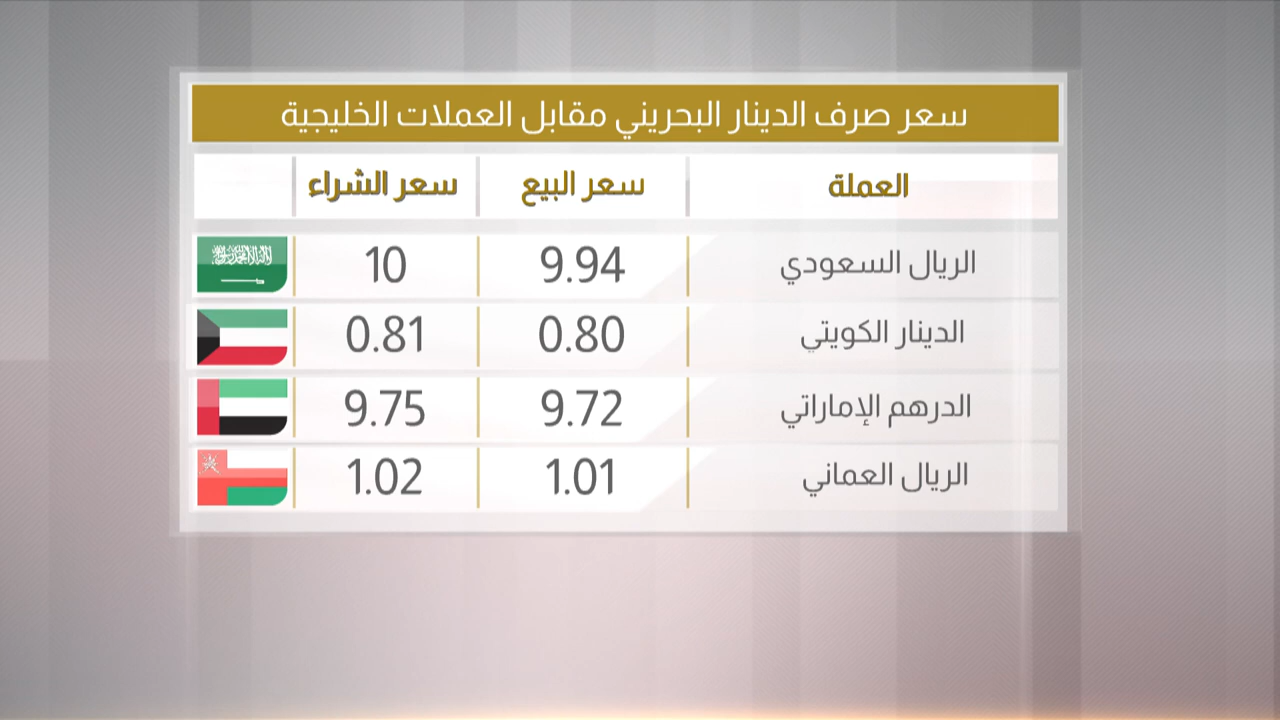 سعر صرف الدينار البحريني مقابل العملات الخليجية
العملة سعر البيع سعر الشراء
الريال السعودي 9.94 10
الدينار الكويتي 0.80 0.81
الدرهم الإماراتي 9.72 9.75
الريال العماني 1.01 1.02